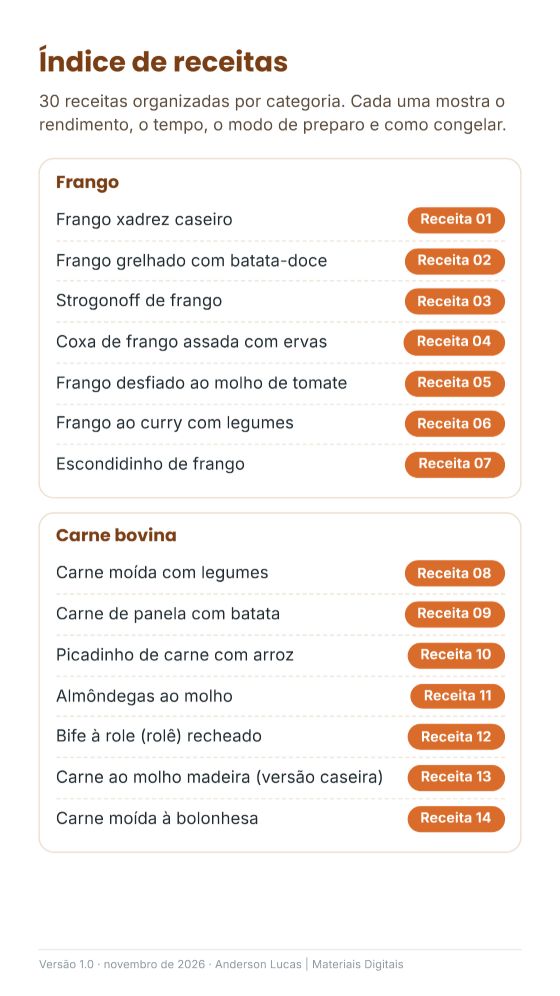 Índice de receitas
30 receitas organizadas por categoria. Cada uma mostra o
rendimento, o tempo, o modo de preparo e como congelar.
Frango
Frango xadrez caseiro Receita 01
Frango grelhado com batata-doce Receita 02
Strogonoff de frango Receita 03
Coxa de frango assada com ervas Receita 04
Frango desfiado ao molho de tomate Receita 05
Frango ao curry com legumes Receita 06
Escondidinho de frango Receita 07
Carne bovina
Carne moída com legumes Receita 08
Carne de panela com batata Receita 09
Picadinho de carne com arroz Receita 10
Almôndegas ao molho Receita 11
Bife à role (rolê) recheado Receita 12
Carne ao molho madeira (versão caseira) Receita 13
Carne moída à bolonhesa Receita 14
Versão 1.0 · novembro de 2026 · Anderson Lucas | Materiais Digitais